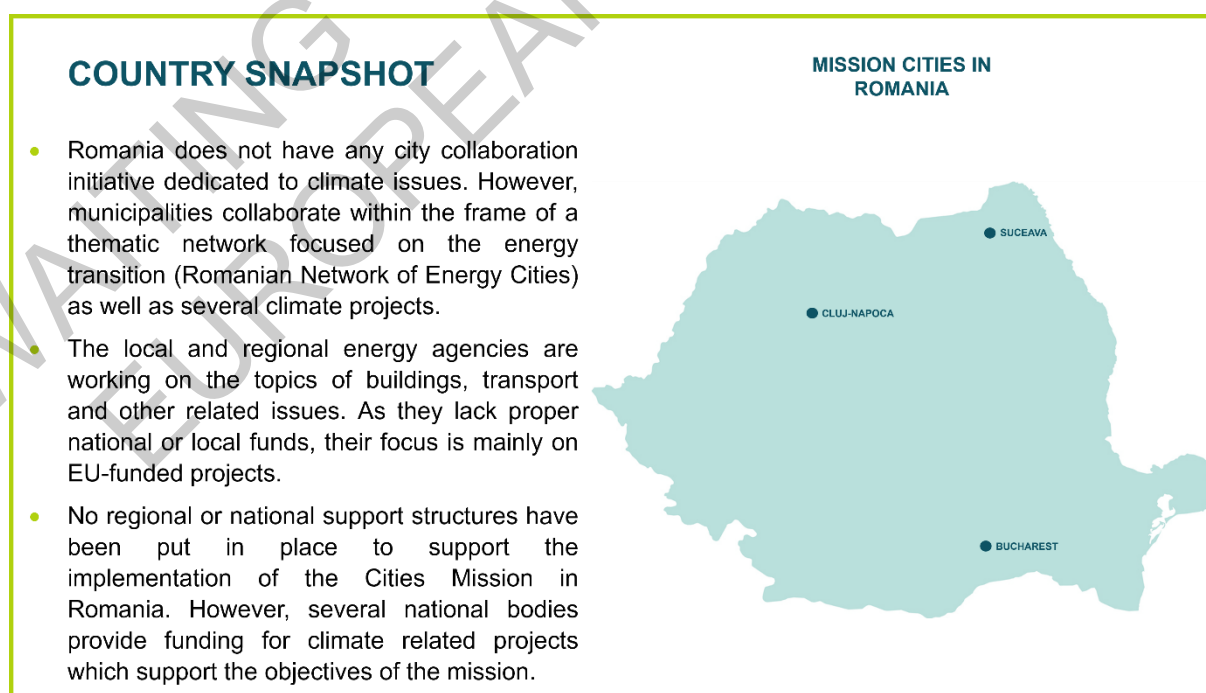 COUNTRY SNAPSHOT
Romania does not have any city collaboration
initiative dedicated to climate issues. However,
municipalities collaborate within the frame of a
thematic network focused on the energy
transition (Romanian Network of Energy Cities)
as well as several climate projects.
The local and regional energy agencies are
working on the topics of buildings, transport
and other related issues. As they lack proper
national or local funds, their focus is mainly on
EU-funded projects.
No regional or national support structures have
been put in place to support the
implementation of the Cities Mission in
Romania. However, several national bodies
provide funding for climate related projects
which support the objectives of the mission.
MISSION CITIES IN
ROMANIA
SUCEAVA
CLUJ-NAPOCA
BUCHAREST